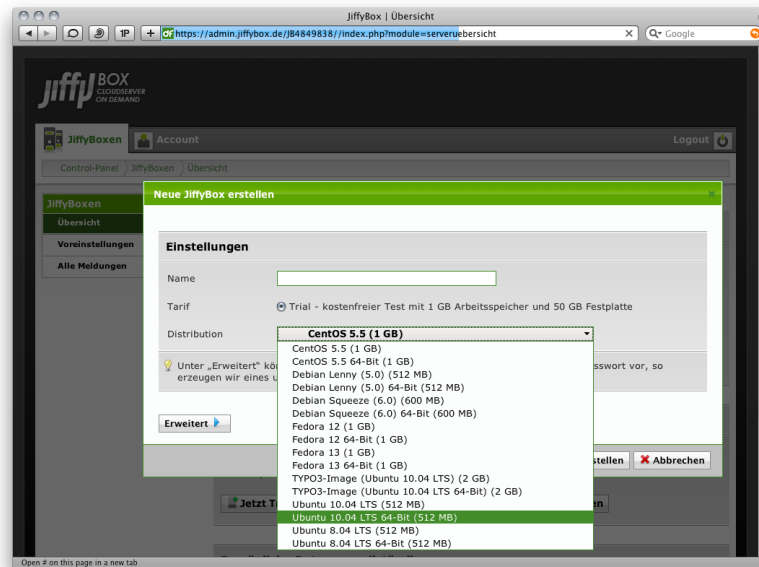 JiffyBox | Übersicht
1P
+
https://admin.jiffybox.de/JB4849838//index.php?module=serveruebersicht
Google
Jiffy BOX
CLOUDSERVER
ON DEMAND
JiffyBoxen
Account
Logout
Control-Panel
JiffyBoxen
Übersicht
JiffyBoxen
Übersicht
Voreinstellungen
Alle Meldungen
Neue JiffyBox erstellen
Einstellungen
Name
Tarif
Trial - kostenfreier Test mit 1 GB Arbeitsspeicher und 50 GB Festplatte
Distribution
CentOS 5.5 (1 GB)
CentOS 5.5 (1 GB)
CentOS 5.5 64-Bit (1 GB)
Debian Lenny (5.0) (512 MB)
Debian Lenny (5.0) 64-Bit (512 MB)
Debian Squeeze (6.0) (600 MB)
Debian Squeeze (6.0) 64-Bit (600 MB)
Fedora 12 (1 GB)
Fedora 12 64-Bit (1 GB)
Fedora 13 (1 GB)
Fedora 13 64-Bit (1 GB)
TYPO3-Image (Ubuntu 10.04 LTS) (2 GB)
TYPO3-Image (Ubuntu 10.04 LTS 64-Bit) (2 GB)
Ubuntu 10.04 LTS (512 MB)
Ubuntu 10.04 LTS 64-Bit (512 MB)
Ubuntu 8.04 LTS (512 MB)
Ubuntu 8.04 LTS 64-Bit (512 MB)
Unter „Erweitert“ kö sswort vor, so
erzeugen wir eines u
Erweitert
stellen
Abbrechen
Jetzt T
en
Open # on this page in a new tab